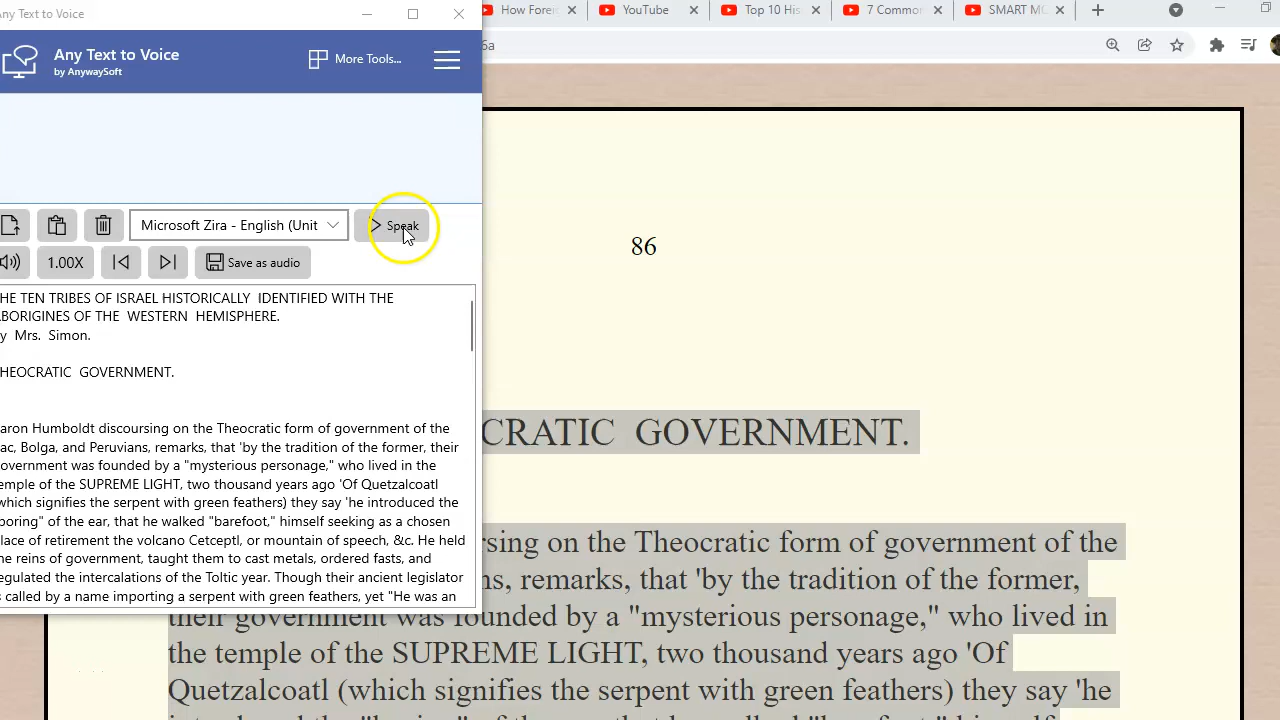 Any Text to Voice
How Forei
YouTube
Top 10 His
7 Commo
SMART MO
6a
Any Text to Voice
by AnywaySoft
More Tools...
Microsoft Zira - English (Unit
Speak
1.00X
Save as audio
HE TEN TRIBES OF ISRAEL HISTORICALLY IDENTIFIED WITH THE
ABORIGINES OF THE WESTERN HEMISPHERE.
y Mrs. Simon.
HEOCRATIC GOVERNMENT.
aron Humboldt discoursing on the Theocratic form of government of the
ac, Bolga, and Peruvians, remarks, that 'by the tradition of the former, their
overnment was founded by a "mysterious personage," who lived in the
emple of the SUPREME LIGHT, two thousand years ago 'Of Quetzalcoatl
which signifies the serpent with green feathers) they say 'he introduced the
boring" of the ear, that he walked "barefoot," himself seeking as a chosen
lace of retirement the volcano Cetceptl, or mountain of speech, &c. He held
he reins of government, taught them to cast metals, ordered fasts, and
egulated the intercalations of the Toltic year. Though their ancient legislator
s called by a name importing a serpent with green feathers, yet "He was an
86
CRATIC GOVERNMENT.
rsing on the Theocratic form of government of the
ns, remarks, that 'by the tradition of the former,
their government was founded by a "mysterious personage," who lived in
the temple of the SUPREME LIGHT, two thousand years ago 'Of
Quetzalcoatl (which signifies the serpent with green feathers) they say 'he